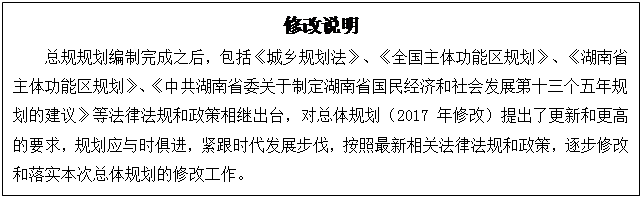 修改说明
总规规划编制完成之后，包括《城乡规划法》、《全国主体功能区规划》、《湖南省
主体功能区规划》、《中共湖南省委关于制定湖南省国民经济和社会发展第十三个五年规
划的建议》等法律法规和政策相继出台，对总体规划（2017 年修改）提出了更新和更高
的要求，规划应与时俱进，紧跟时代发展步伐，按照最新相关法律法规和政策，逐步修改
和落实本次总体规划的修改工作。